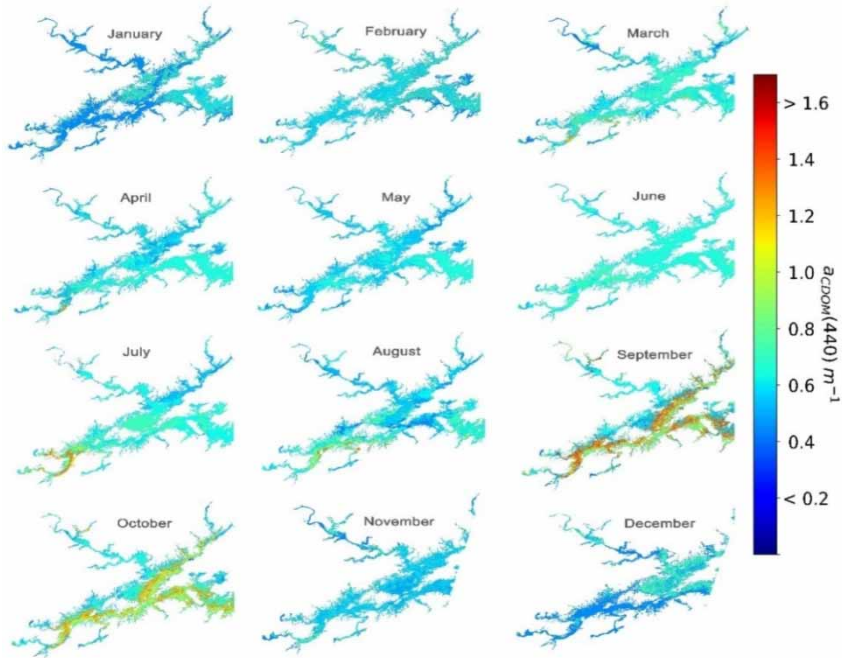 January
February
March
April
May
June
July
August
September
October
November
December
> 1.6
1.4
1.2
1.0
0.8
0.6
0.4
< 0.2
aCDOM(440) m⁻¹